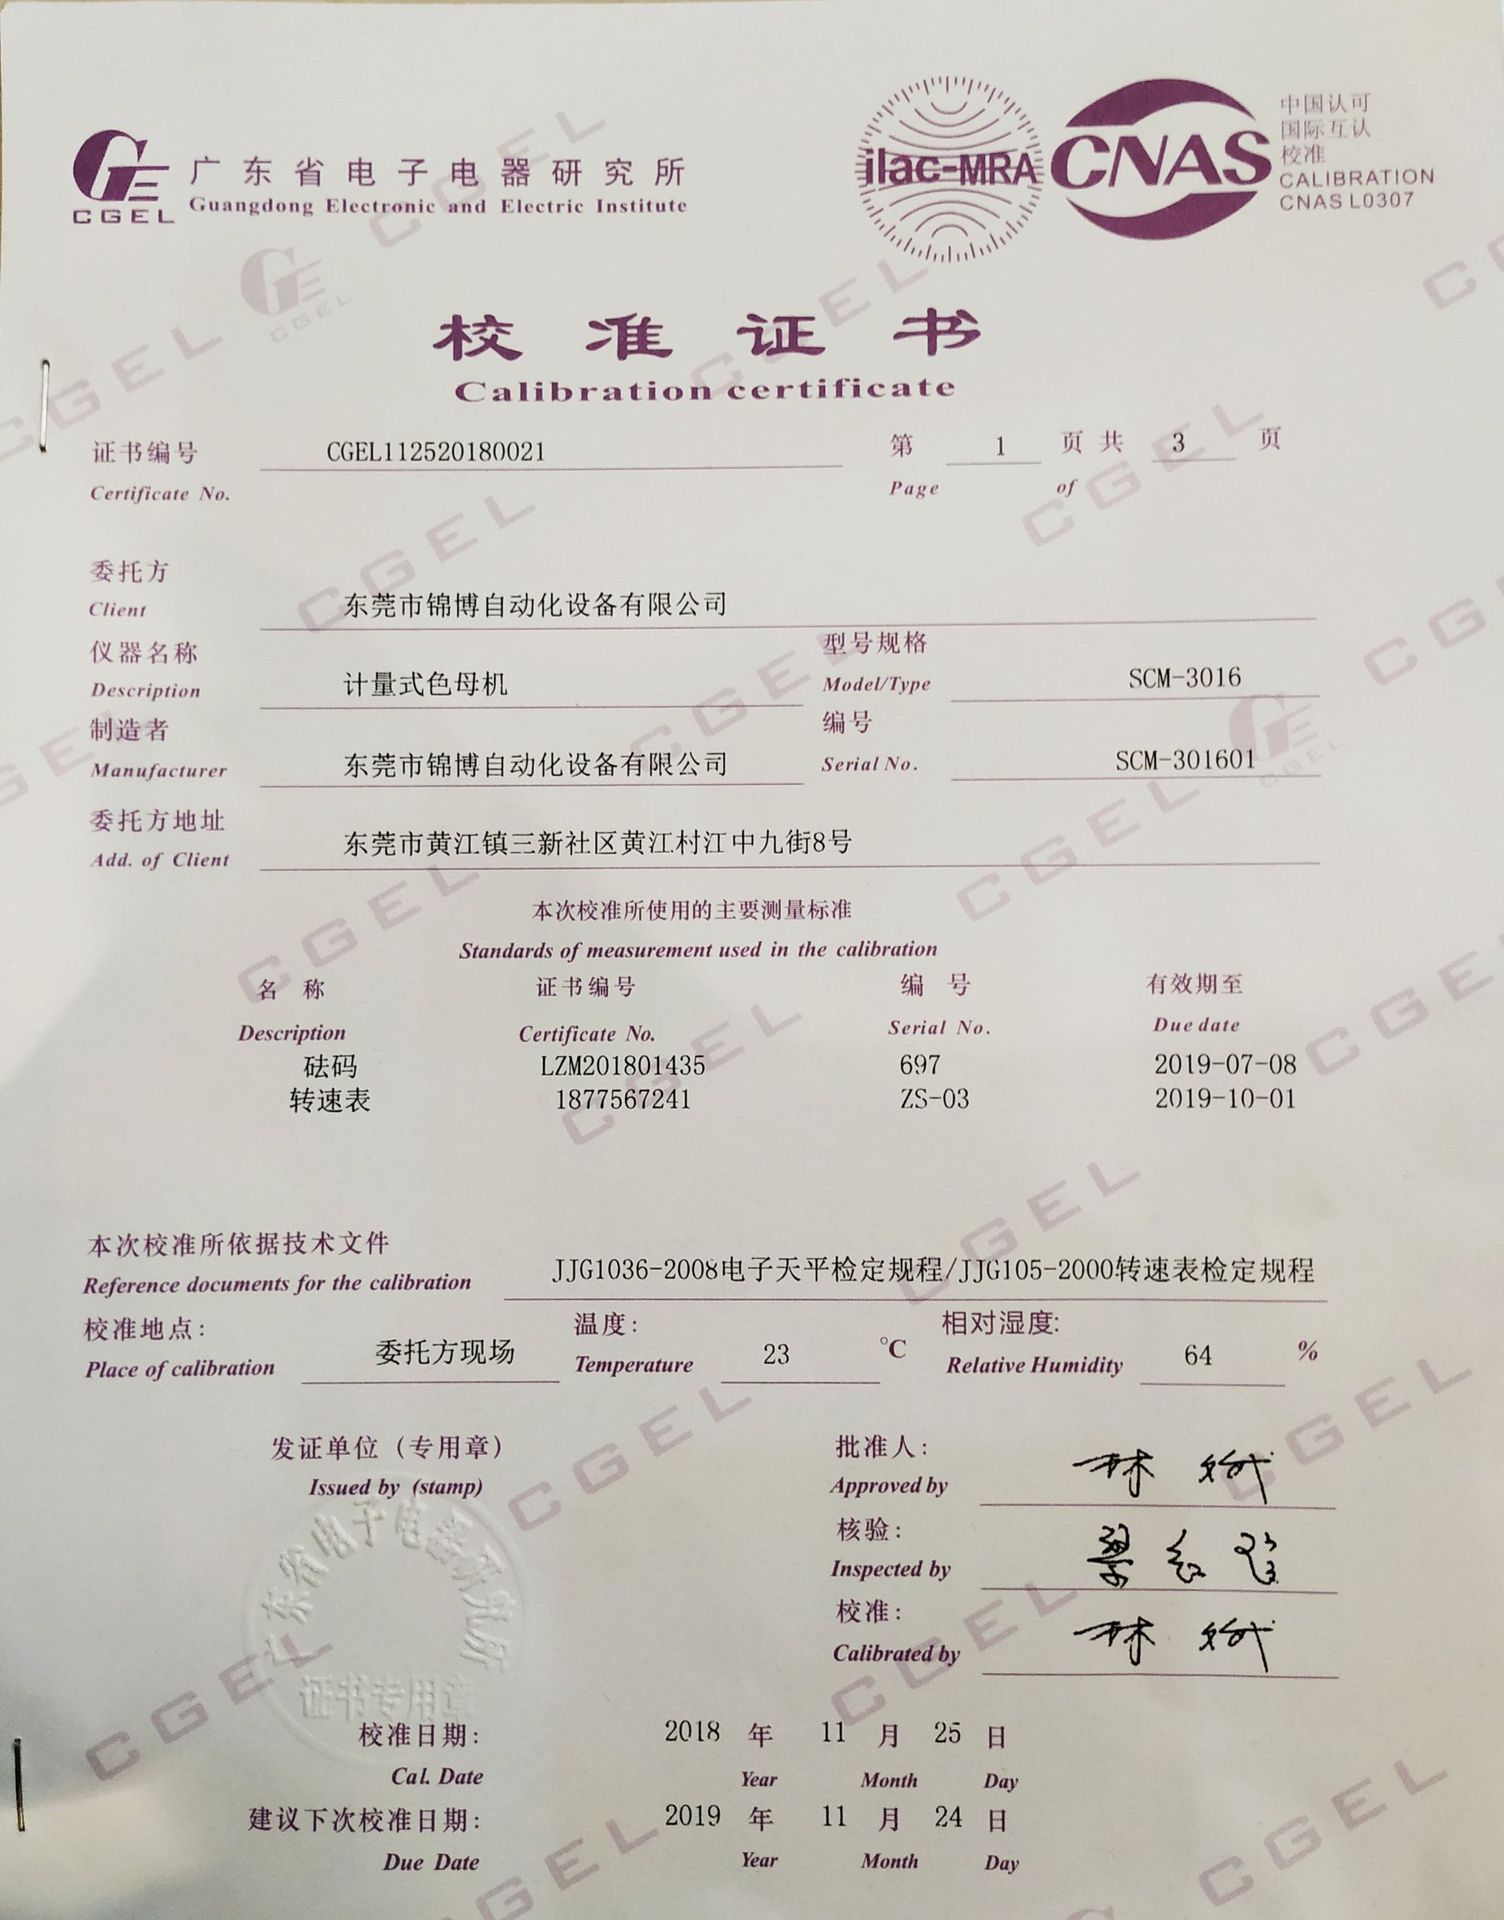 CGEL
广东省电子电器研究所
Guangdong Electronic and Electric Institute
ilac-MRA
CNAS
中国认可
国际互认
校准
CALIBRATION
CNAS L0307
校准证书
Calibration certificate
证书编号 CGEL112520180021 第 1 页 共 3 页
Certificate No. Page of
委托方
Client 东莞市锦博自动化设备有限公司
仪器名称 型号规格
Description 计量式色母机 Model/Type SCM-3016
制造者 编号
Manufacturer 东莞市锦博自动化设备有限公司 Serial No. SCM-301601
委托方地址
Add. of Client 东莞市黄江镇三新社区黄江村江中九街8号
本次校准所使用的主要测量标准
Standards of measurement used in the calibration
名 称 证书编号 编 号 有效期至
Description Certificate No. Serial No. Due date
砝码 LZM201801435 697 2019-07-08
转速表 1877567241 ZS-03 2019-10-01
本次校准所依据技术文件
Reference documents for the calibration JJG1036-2008电子天平检定规程/JJG105-2000转速表检定规程
校准地点: 委托方现场 温度: 23 ℃ 相对湿度: 64 %
Place of calibration Temperature Relative Humidity
发证单位（专用章） 批准人:
Issued by (stamp) Approved by
核验:
Inspected by
校准:
Calibrated by
广东省电子电器研究所
证书专用章
校准日期: 2018 年 11 月 25 日
Cal. Date Year Month Day
建议下次校准日期: 2019 年 11 月 24 日
Due Date Year Month Day